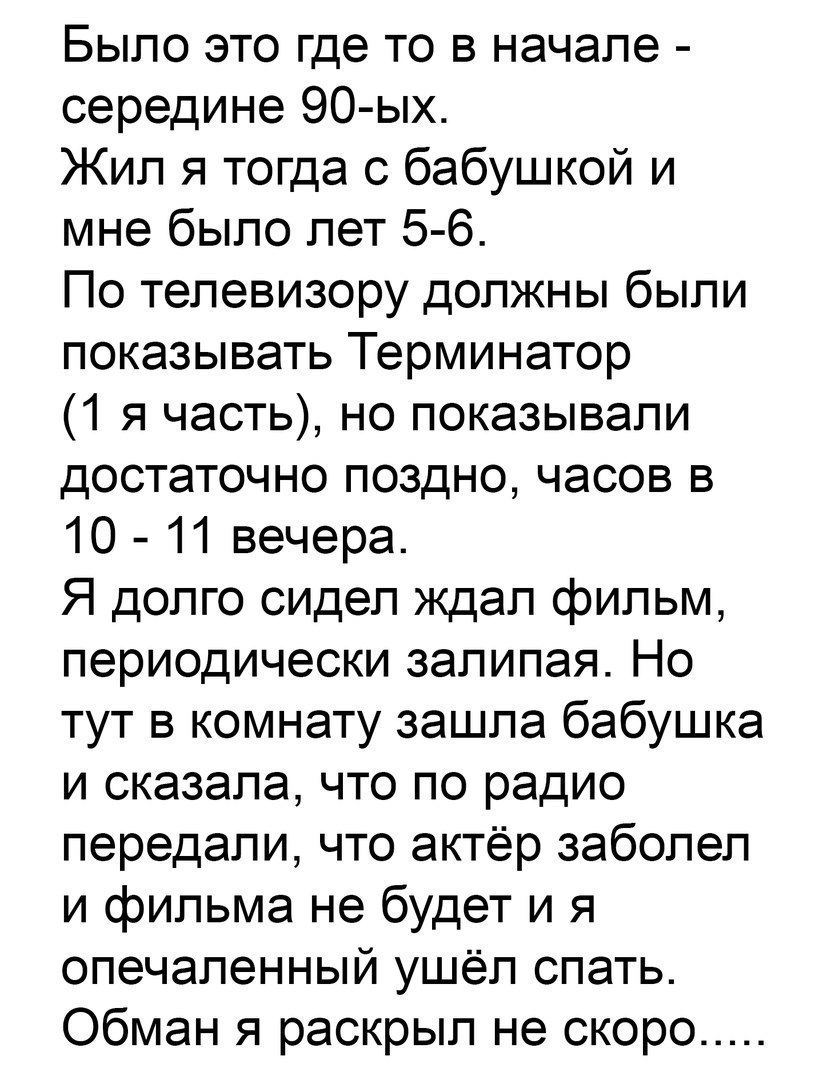 Было это где то в начале -
середине 90-ых.
Жил я тогда с бабушкой и
мне было лет 5-6.
По телевизору должны были
показывать Терминатор
(1 я часть), но показывали
достаточно поздно, часов в
10 - 11 вечера.
Я долго сидел ждал фильм,
периодически залипая. Но
тут в комнату зашла бабушка
и сказала, что по радио
передали, что актёр заболел
и фильма не будет и я
опечаленный ушёл спать.
Обман я раскрыл не скоро.....